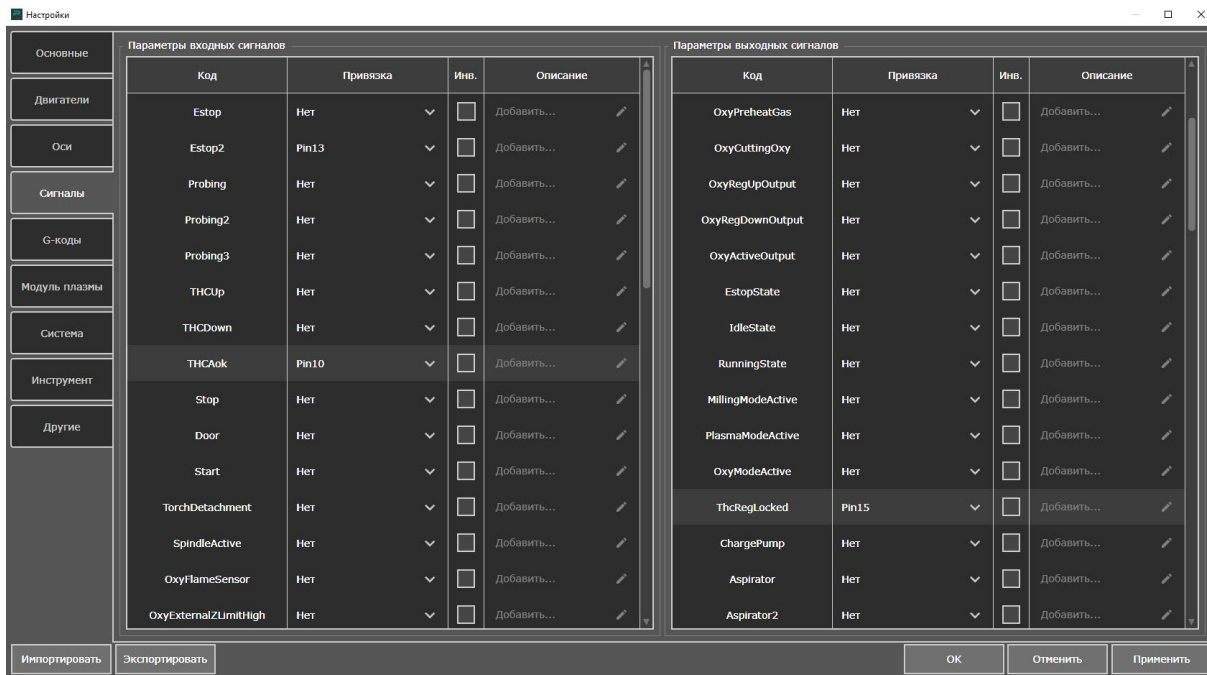 Настройки
Основные
Двигатели
Оси
Сигналы
G-коды
Модуль плазмы
Система
Инструмент
Другие
Параметры входных сигналов
Код Привязка Инв. Описание
Estop Нет Добавить...
Estop2 Pin13 Добавить...
Probing Нет Добавить...
Probing2 Нет Добавить...
Probing3 Нет Добавить...
THCUp Нет Добавить...
THCDown Нет Добавить...
THCAok Pin10 Добавить...
Stop Нет Добавить...
Door Нет Добавить...
Start Нет Добавить...
TorchDetachment Нет Добавить...
SpindleActive Нет Добавить...
OxyFlameSensor Нет Добавить...
OxyExternalZLimitHigh Нет Добавить...
Параметры выходных сигналов
Код Привязка Инв. Описание
OxyPreheatGas Нет Добавить...
OxyCuttingOxy Нет Добавить...
OxyRegUpOutput Нет Добавить...
OxyRegDownOutput Нет Добавить...
OxyActiveOutput Нет Добавить...
EstopState Нет Добавить...
IdleState Нет Добавить...
RunningState Нет Добавить...
MillingModeActive Нет Добавить...
PlasmaModeActive Нет Добавить...
OxyModeActive Нет Добавить...
ThcRegLocked Pin15 Добавить...
ChargePump Нет Добавить...
Aspirator Нет Добавить...
Aspirator2 Нет Добавить...
Импортировать Экспортировать OK Отменить Применить